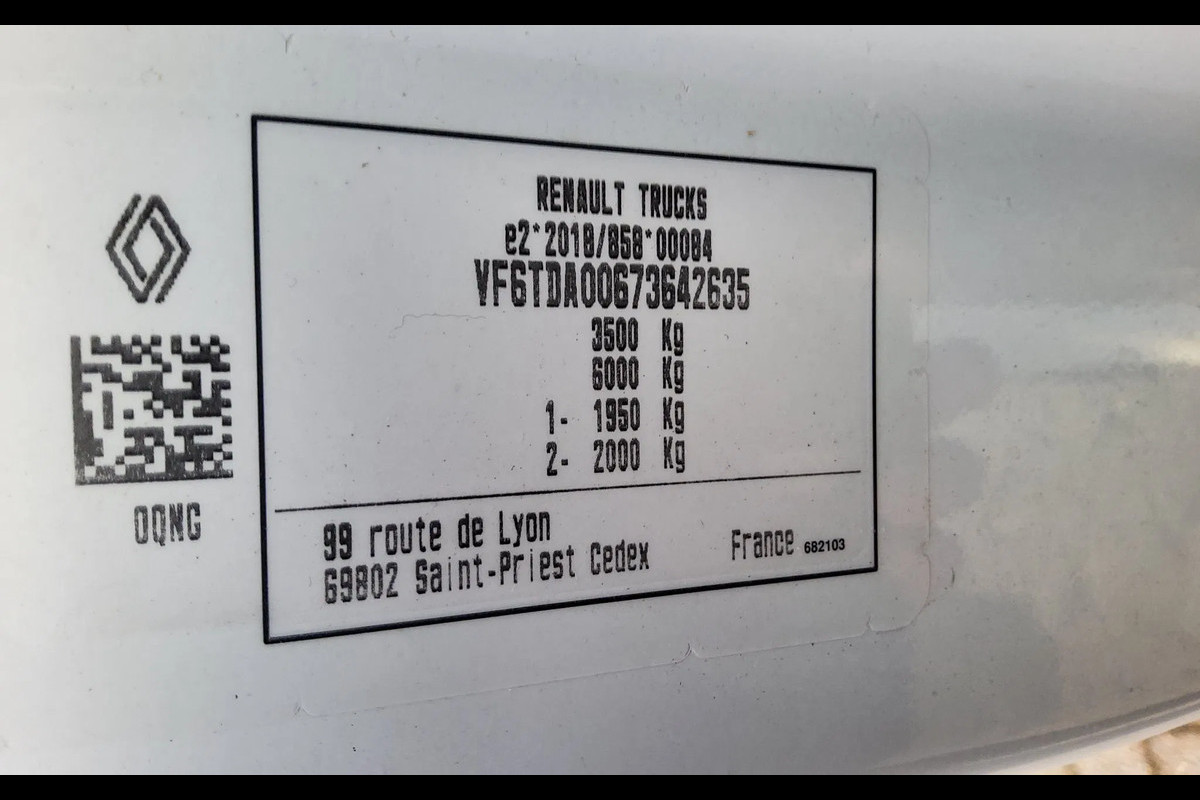 RENAULT TRUCKS
e2*2018/858*00084
VF6TDA00673642635
3500 Kg
6000 Kg
1- 1950 Kg
2- 2000 Kg
0QNG
99 route de Lyon
69802 Saint-Priest Cedex
France 682103